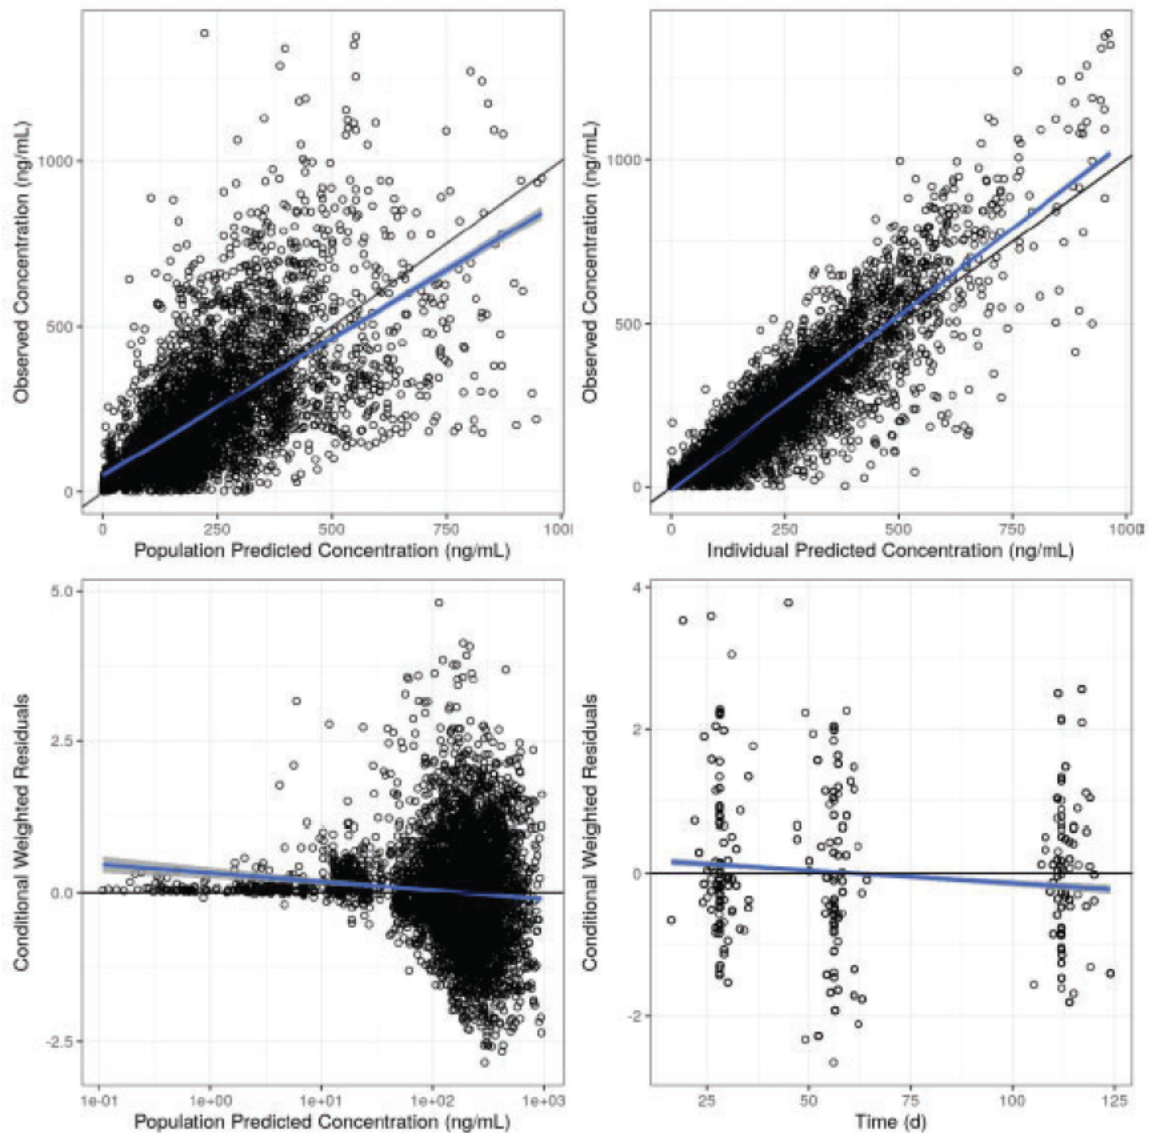 Observed Concentration (ng/mL)
1000
500
0
0 250 500 750 1000
Population Predicted Concentration (ng/mL)
Observed Concentration (ng/mL)
1000
500
0
0 250 500 750 1000
Individual Predicted Concentration (ng/mL)
Conditional Weighted Residuals
5.0
2.5
0.0
-2.5
1e-01 1e+00 1e+01 1e+02 1e+03
Population Predicted Concentration (ng/mL)
Conditional Weighted Residuals
4
2
0
-2
25 50 75 100 125
Time (d)